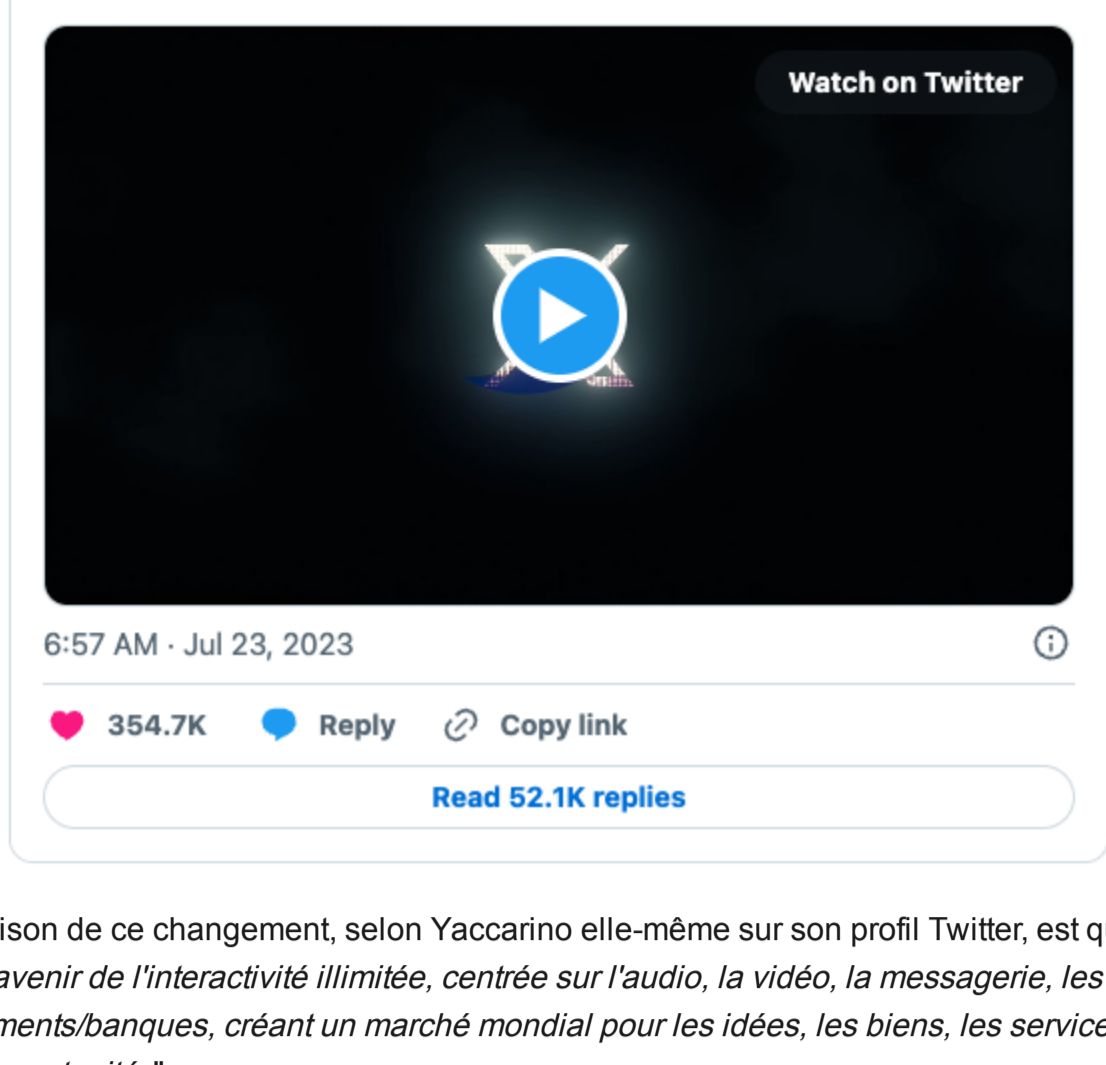 Watch on Twitter
6:57 AM · Jul 23, 2023
354.7K Reply Copy link
Read 52.1K replies
de ce changement, selon Yaccarino elle-même sur son profil Twitter, est
avenir de l'interactivité illimitée, centrée sur l'audio, la vidéo, la messagerie, les
ments/banques, créant un marché mondial pour les idées, les biens, les